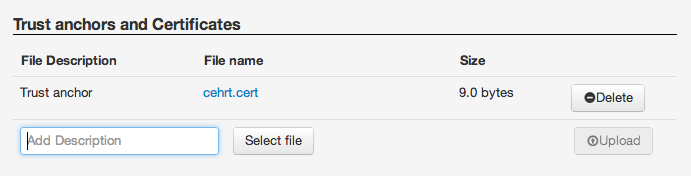 Trust anchors and Certificates
File Description File name Size
Trust anchor cehrt.cert 9.0 bytes Delete
Add Description Select file Upload